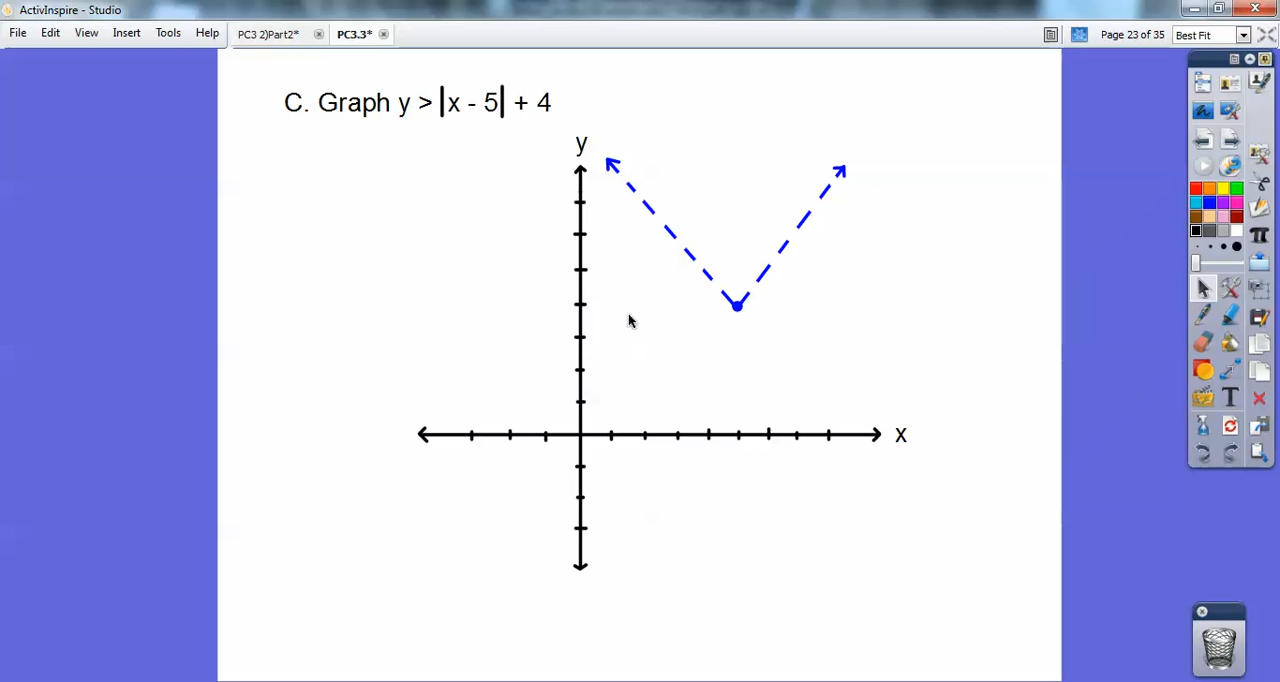 ActivInspire - Studio
File Edit View Insert Tools Help PC3 2)Part2* PC3.3* Page 23 of 35 Best Fit
C. Graph y > |x - 5| + 4
y
x